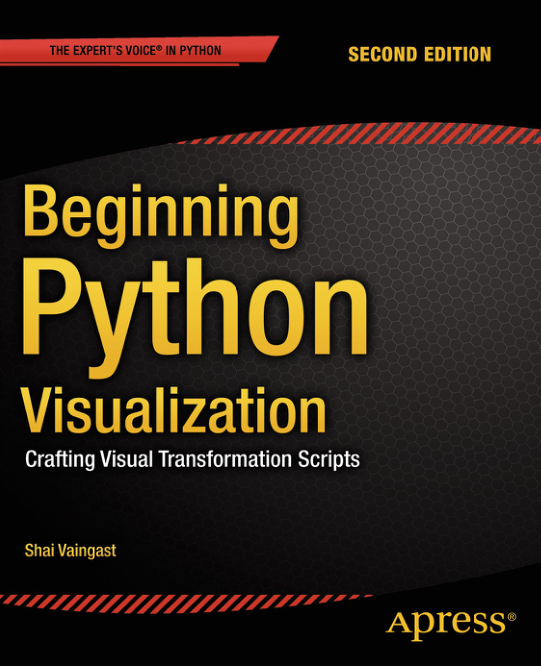 THE EXPERT'S VOICE® IN PYTHON
SECOND EDITION
Beginning
Python
Visualization
Crafting Visual Transformation Scripts
Shai Vaingast
Apress®